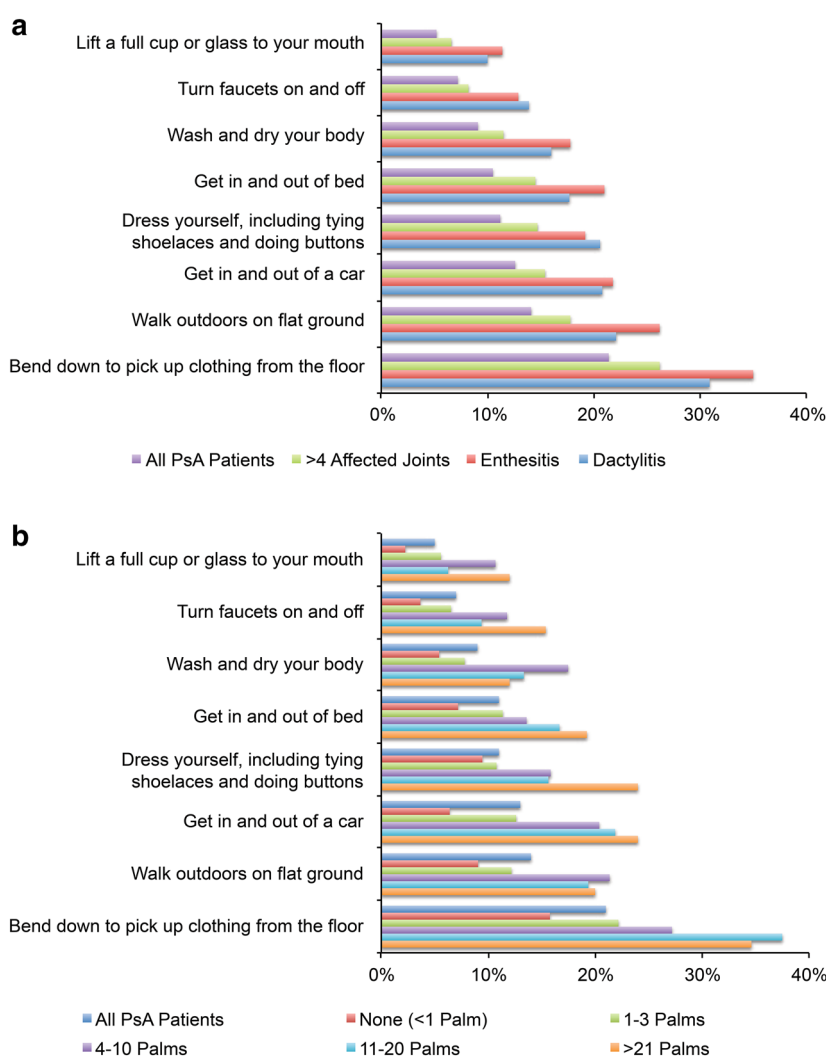 a
Lift a full cup or glass to your mouth
Turn faucets on and off
Wash and dry your body
Get in and out of bed
Dress yourself, including tying
shoelaces and doing buttons
Get in and out of a car
Walk outdoors on flat ground
Bend down to pick up clothing from the floor
0% 10% 20% 30% 40%
All PsA Patients >4 Affected Joints Enthesitis Dactylitis
b
Lift a full cup or glass to your mouth
Turn faucets on and off
Wash and dry your body
Get in and out of bed
Dress yourself, including tying
shoelaces and doing buttons
Get in and out of a car
Walk outdoors on flat ground
Bend down to pick up clothing from the floor
0% 10% 20% 30% 40%
All PsA Patients None (<1 Palm) 1-3 Palms
4-10 Palms 11-20 Palms >21 Palms